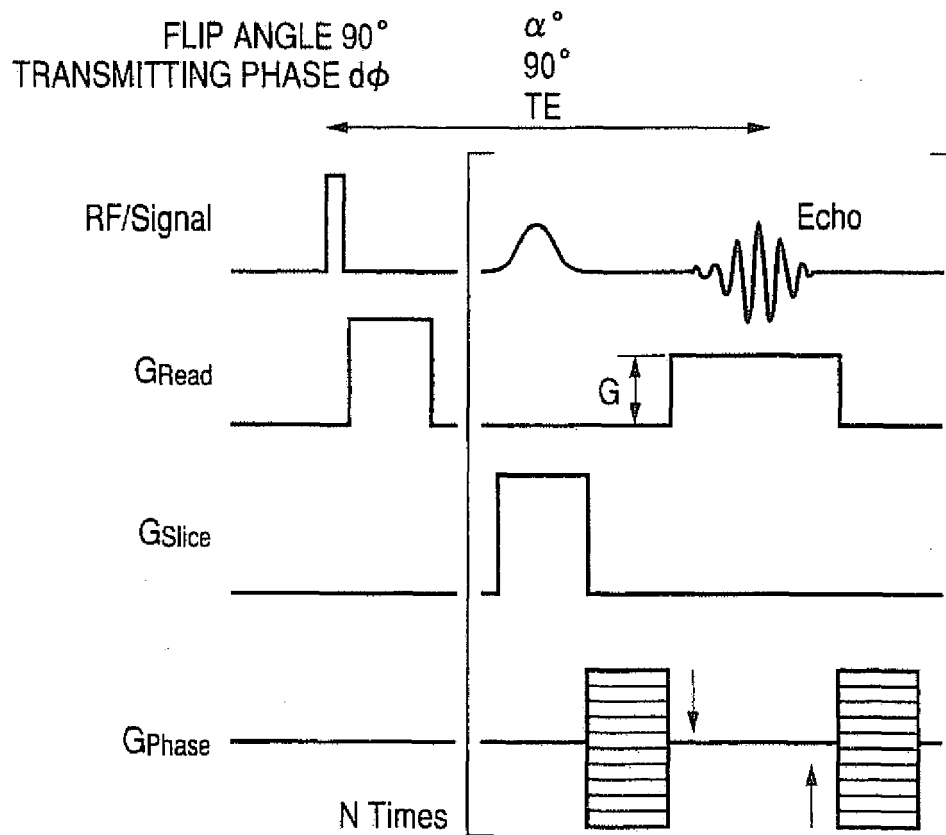 FLIP ANGLE 90° α°
TRANSMITTING PHASE dϕ 90°
TE
RF/Signal
Echo
GRead
G
GSlice
GPhase
N Times